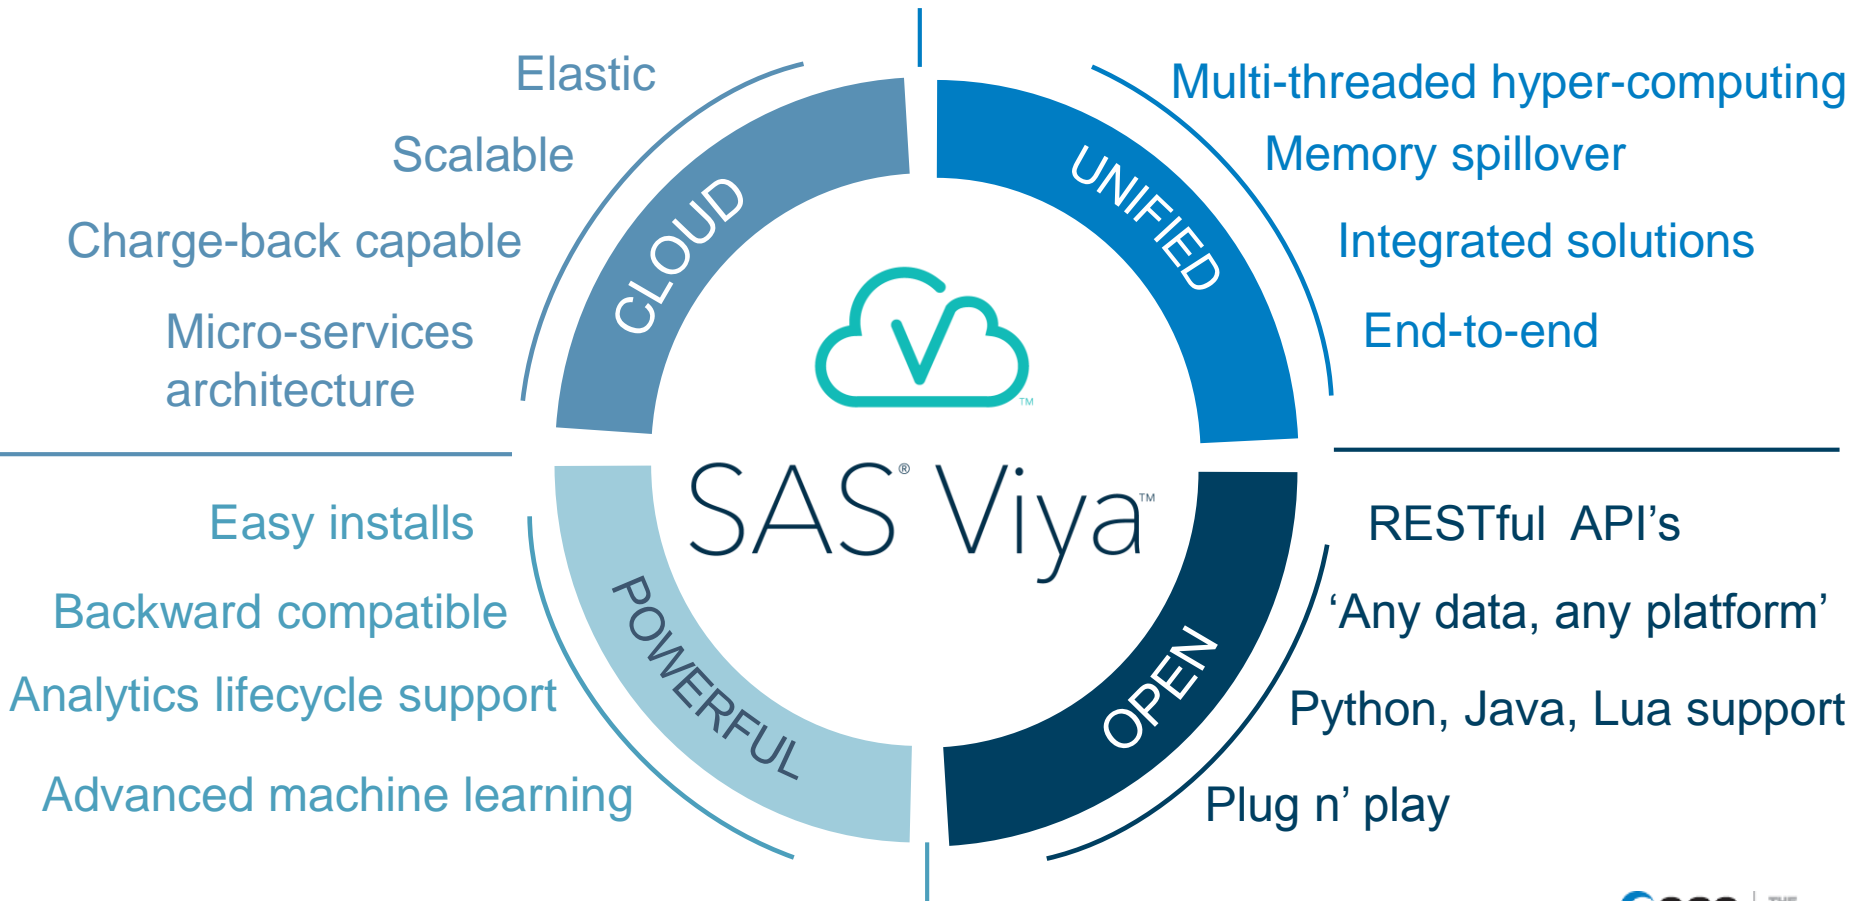 Elastic
Scalable
Charge-back capable
Micro-services
architecture
CLOUD
Multi-threaded hyper-computing
Memory spillover
Integrated solutions
End-to-end
UNIFIED
TM
SAS® Viya™
Easy installs
Backward compatible
Analytics lifecycle support
Advanced machine learning
POWERFUL
RESTful  API’s
‘Any data, any platform’
Python, Java, Lua support
Plug n’ play
OPEN